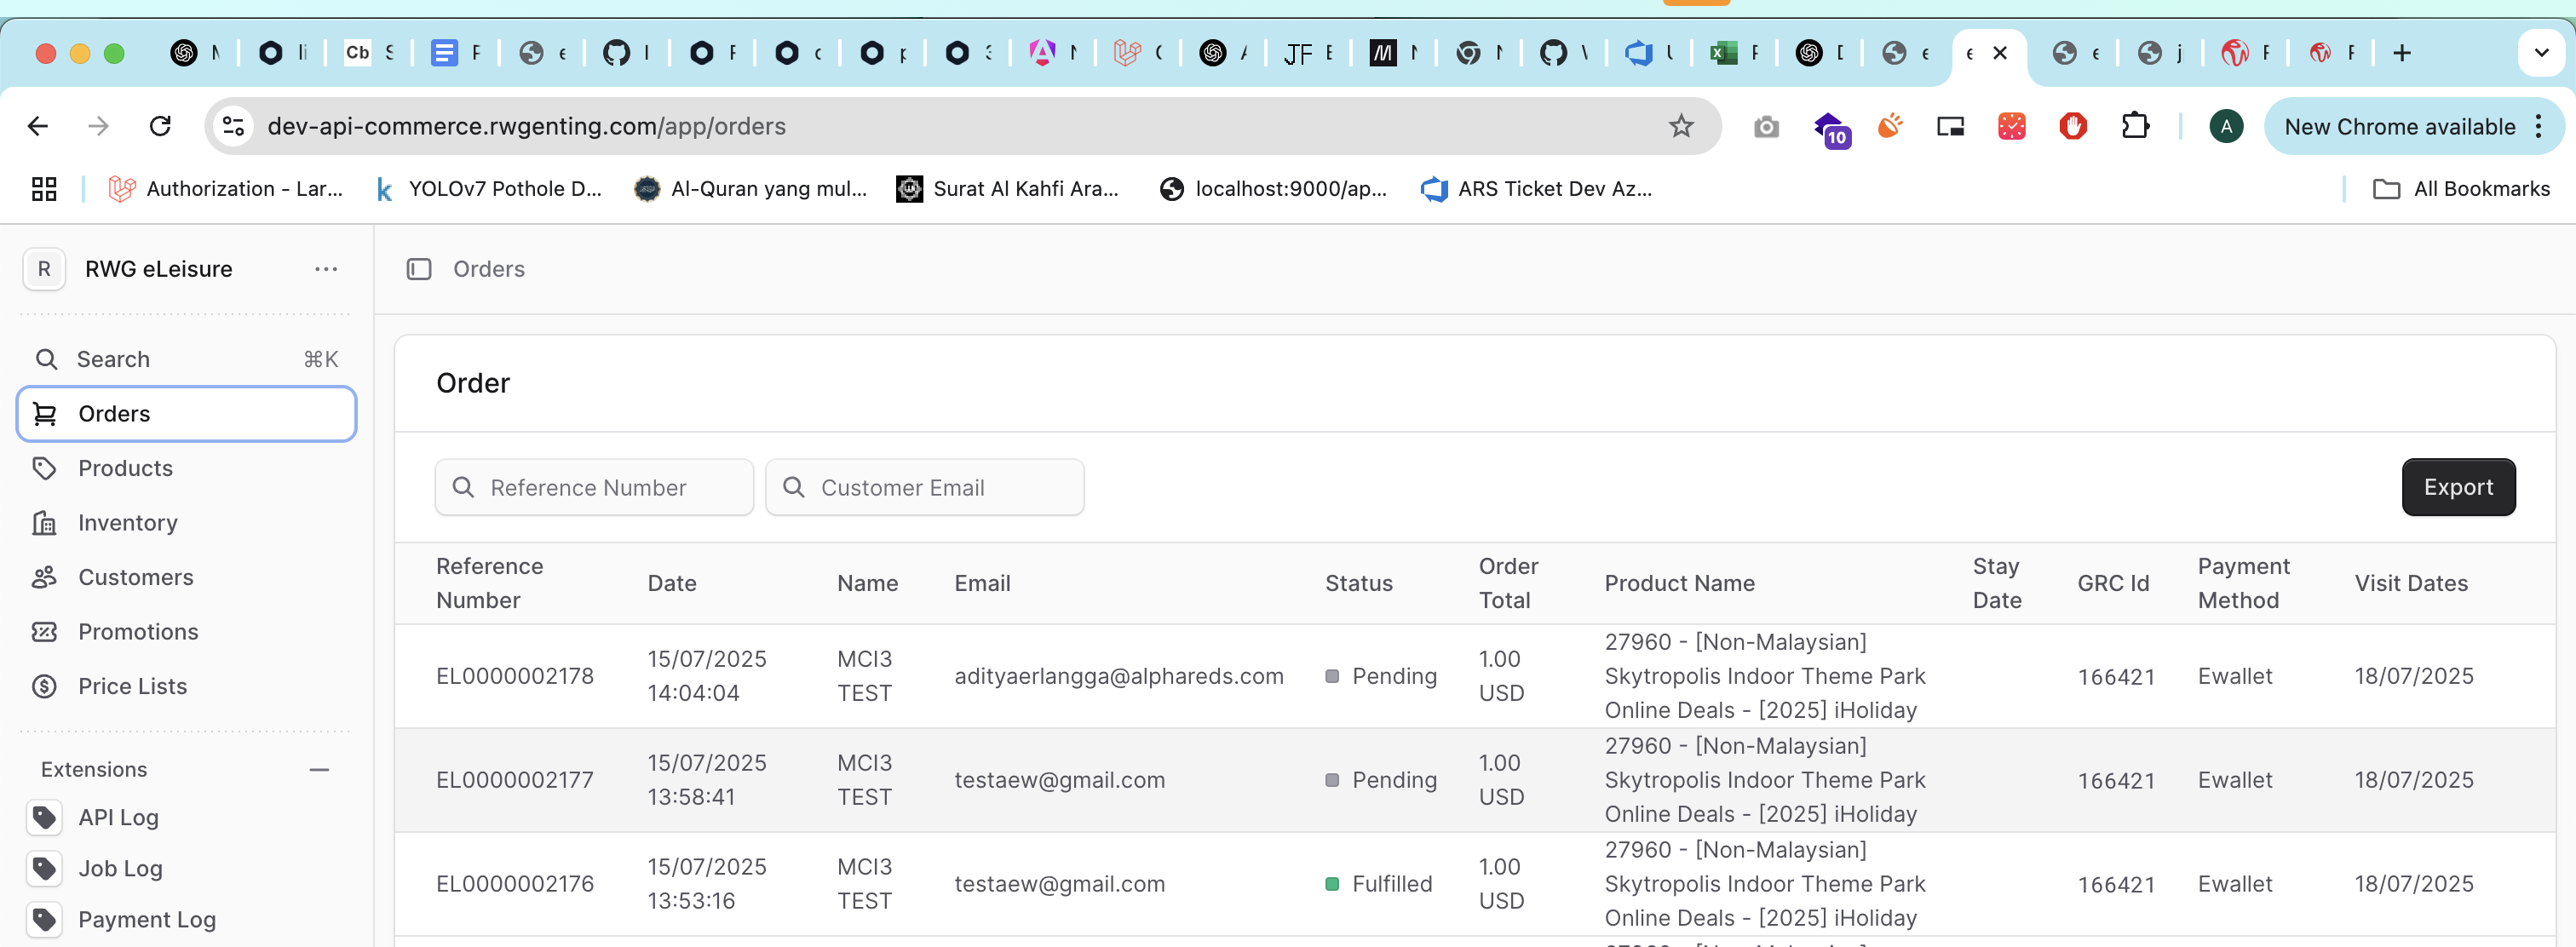 Cb
dev-api-commerce.rwgenting.com/app/orders
10
A
New Chrome available
Authorization - Lar...
YOLOv7 Pothole D...
Al-Quran yang mul...
Surat Al Kahfi Ara...
localhost:9000/ap...
ARS Ticket Dev Az...
All Bookmarks
R
RWG eLeisure
Orders
Search
⌘K
Orders
Products
Inventory
Customers
Promotions
Price Lists
Extensions
API Log
Job Log
Payment Log
Order
Reference Number
Customer Email
Export
Reference Number
Date
Name
Email
Status
Order Total
Product Name
Stay Date
GRC Id
Payment Method
Visit Dates
EL0000002178
15/07/2025
14:04:04
MCI3
TEST
adityaerlangga@alphareds.com
Pending
1.00
USD
27960 - [Non-Malaysian]
Skytropolis Indoor Theme Park
Online Deals - [2025] iHoliday
166421
Ewallet
18/07/2025
EL0000002177
15/07/2025
13:58:41
MCI3
TEST
testaew@gmail.com
Pending
1.00
USD
27960 - [Non-Malaysian]
Skytropolis Indoor Theme Park
Online Deals - [2025] iHoliday
166421
Ewallet
18/07/2025
EL0000002176
15/07/2025
13:53:16
MCI3
TEST
testaew@gmail.com
Fulfilled
1.00
USD
27960 - [Non-Malaysian]
Skytropolis Indoor Theme Park
Online Deals - [2025] iHoliday
166421
Ewallet
18/07/2025